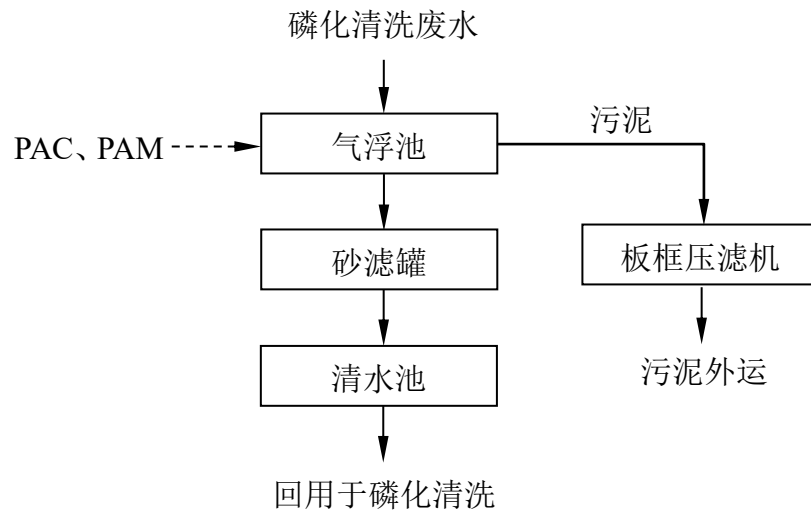 磷化清洗废水
PAC、PAM
气浮池
污泥
砂滤罐
板框压滤机
清水池
污泥外运
回用于磷化清洗